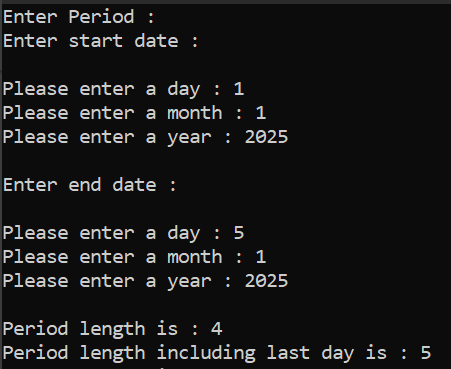 Enter Period :
Enter start date :
Please enter a day : 1
Please enter a month : 1
Please enter a year : 2025
Enter end date :
Please enter a day : 5
Please enter a month : 1
Please enter a year : 2025
Period length is : 4
Period length including last day is : 5